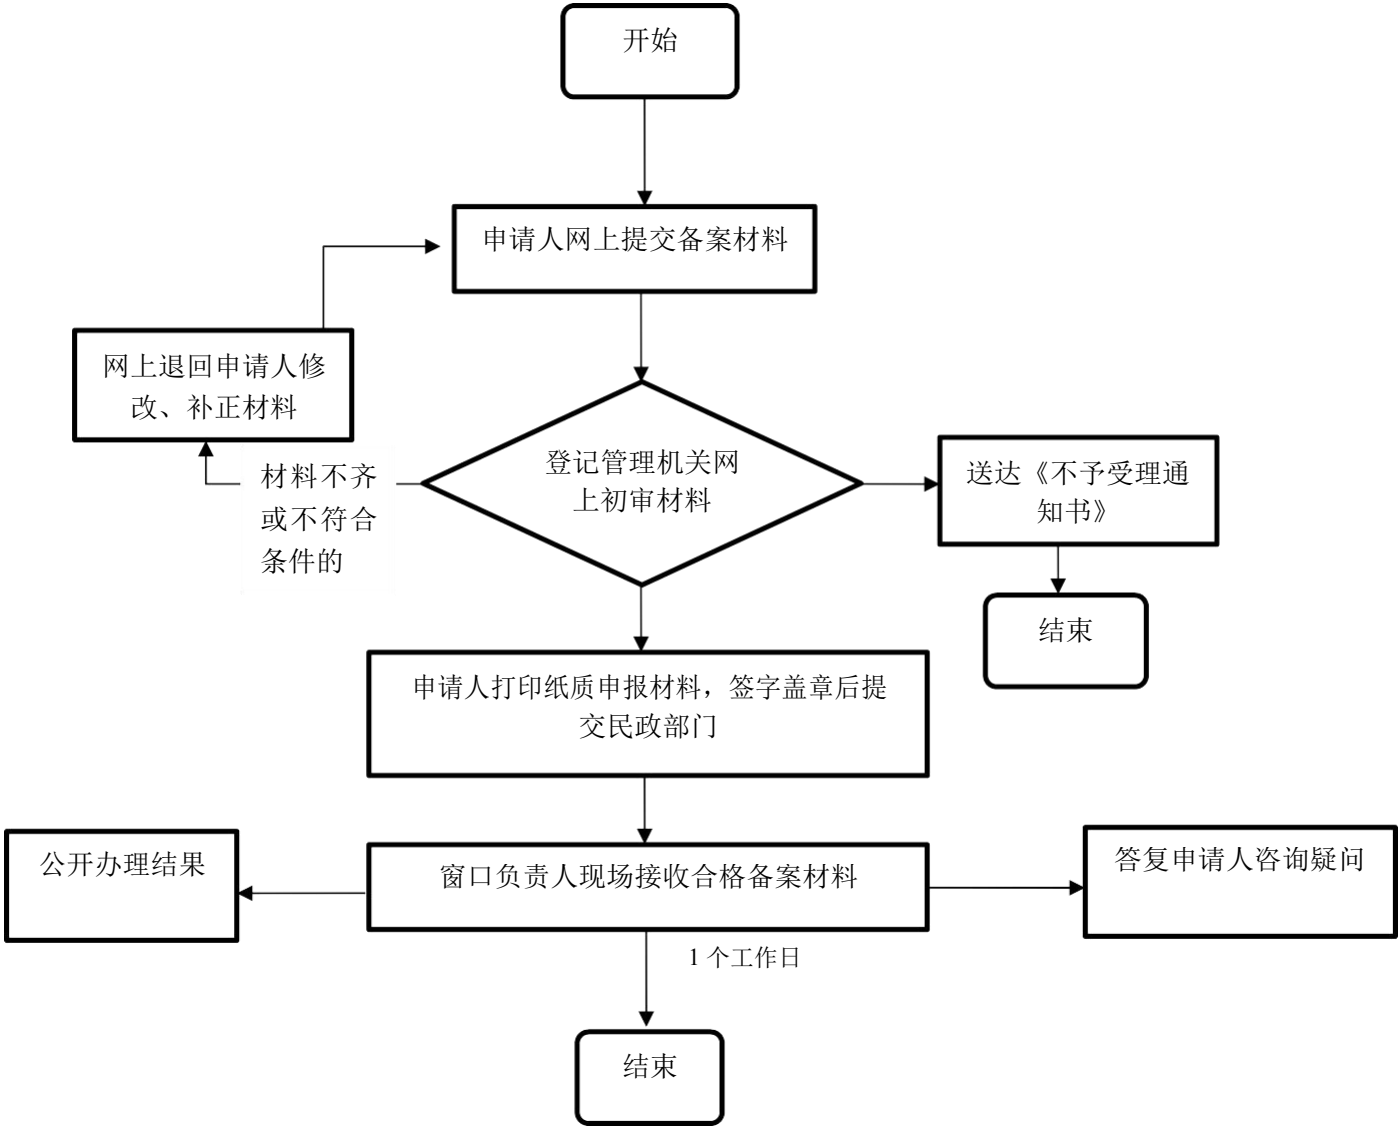 开始
申请人网上提交备案材料
网上退回申请人修
改、补正材料
材料不齐
或不符合
条件的
登记管理机关网
上初审材料
送达《不予受理通
知书》
结束
申请人打印纸质申报材料，签字盖章后提
交民政部门
公开办理结果
窗口负责人现场接收合格备案材料
答复申请人咨询疑问
1 个工作日
结束